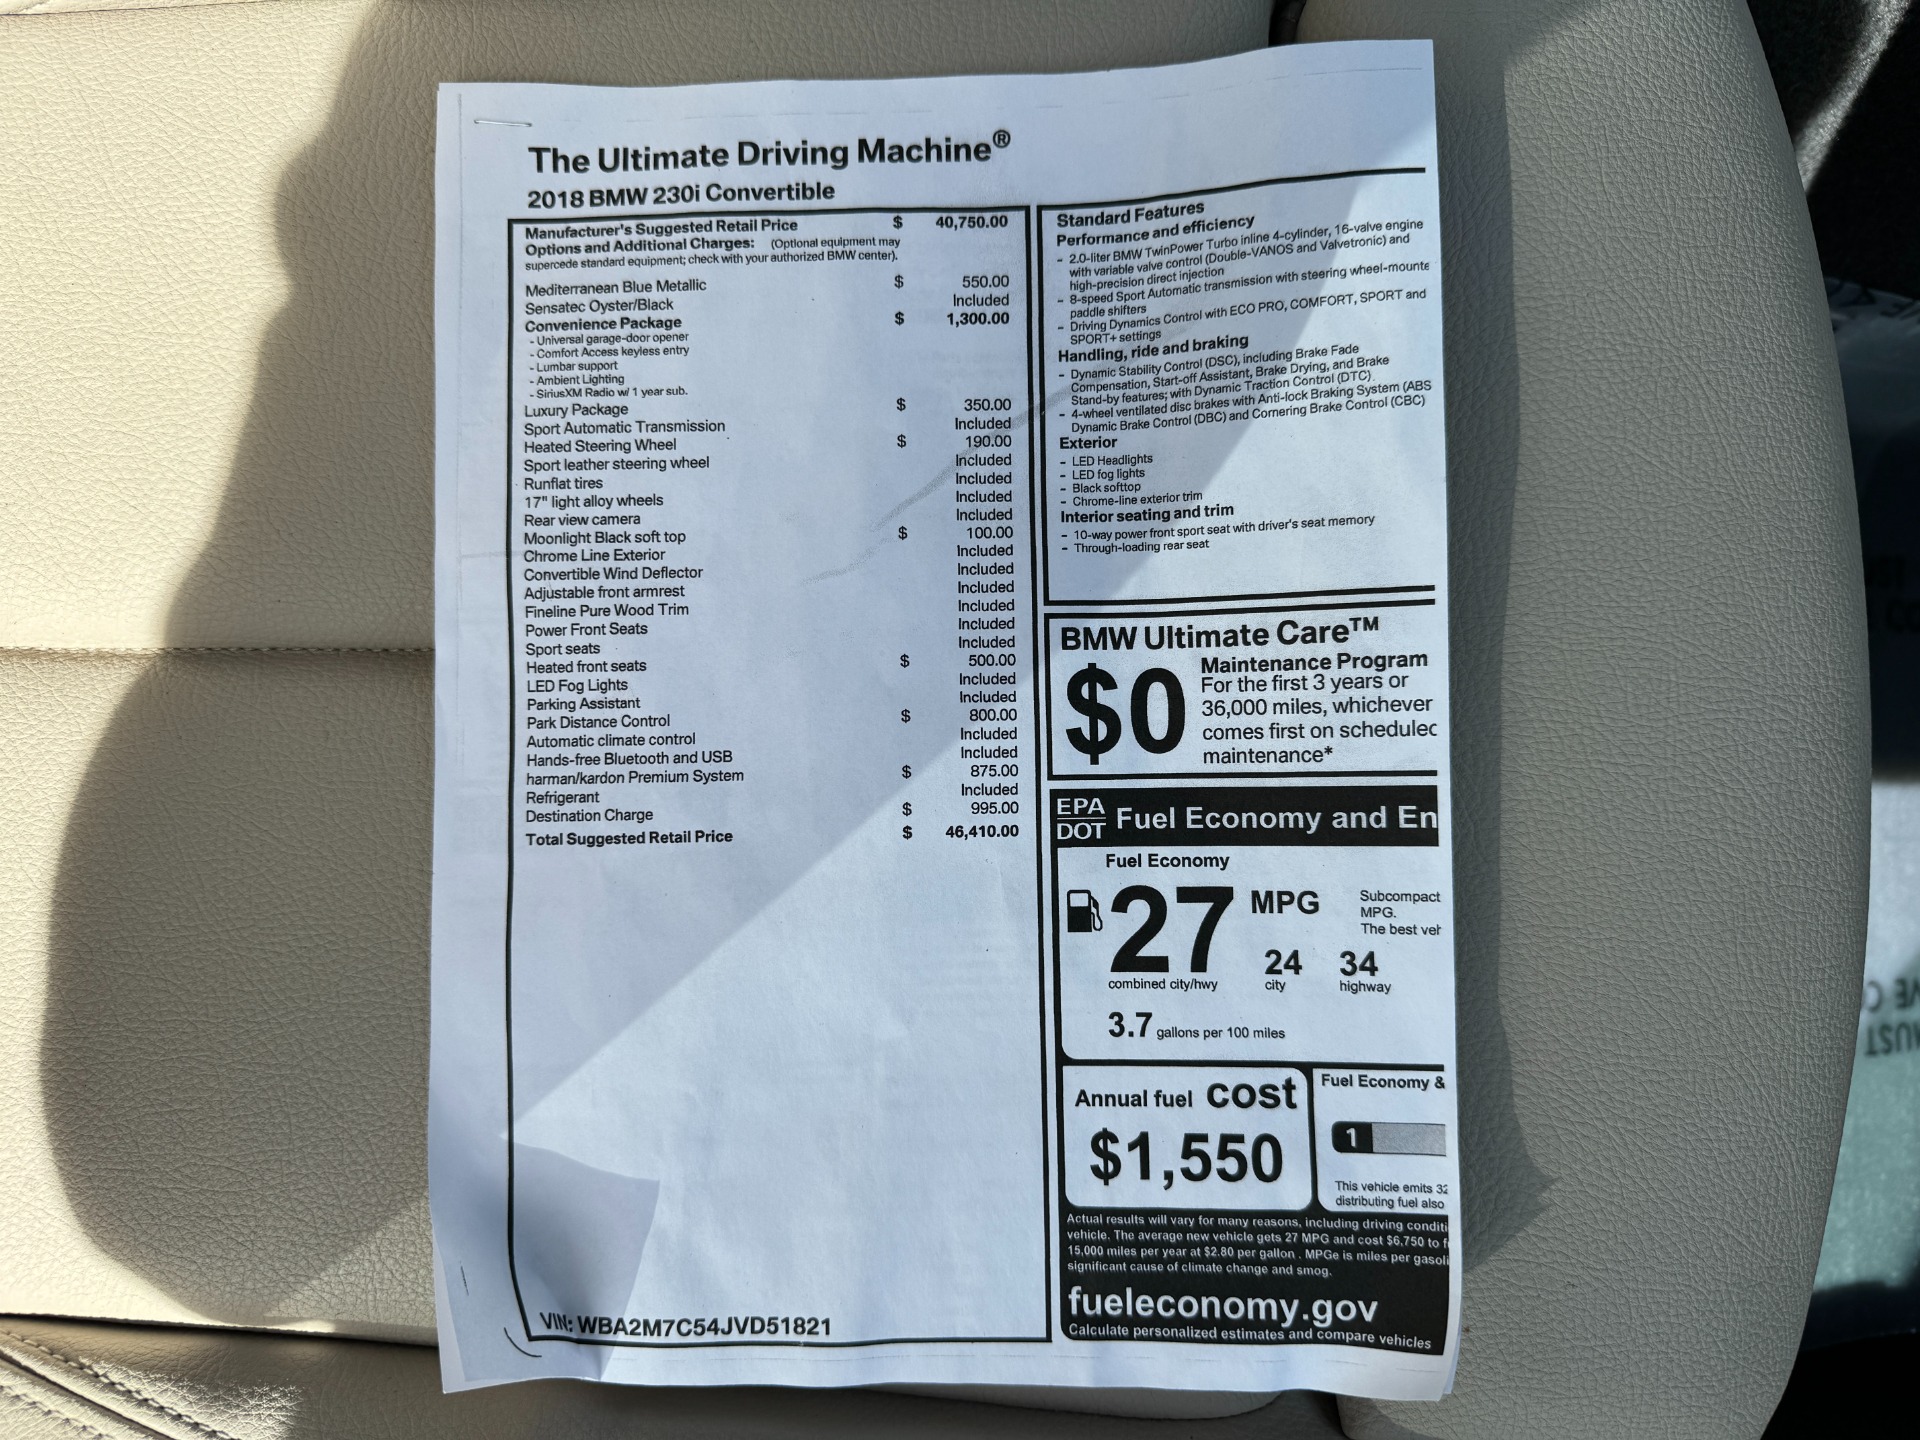 The Ultimate Driving Machine®
2018 BMW 230i Convertible
Manufacturer's Suggested Retail Price $ 40,750.00
Options and Additional Charges: (Optional equipment may
supercede standard equipment; check with your authorized BMW center).
Mediterranean Blue Metallic $ 550.00
Sensatec Oyster/Black Included
Convenience Package $ 1,300.00
- Universal garage-door opener
- Comfort Access keyless entry
- Lumbar support
- Ambient Lighting
- SiriusXM Radio w/ 1 year sub.
Luxury Package $ 350.00
Sport Automatic Transmission Included
Heated Steering Wheel $ 190.00
Sport leather steering wheel Included
Runflat tires Included
17" light alloy wheels Included
Rear view camera Included
Moonlight Black soft top $ 100.00
Chrome Line Exterior Included
Convertible Wind Deflector Included
Adjustable front armrest Included
Fineline Pure Wood Trim Included
Power Front Seats Included
Sport seats Included
Heated front seats $ 500.00
LED Fog Lights Included
Parking Assistant Included
Park Distance Control $ 800.00
Automatic climate control Included
Hands-free Bluetooth and USB Included
harman/kardon Premium System $ 875.00
Refrigerant Included
Destination Charge $ 995.00
Total Suggested Retail Price $ 46,410.00
VIN: WBA2M7C54JVD51821
Standard Features
Performance and efficiency
- 2.0-liter BMW TwinPower Turbo inline 4-cylinder, 16-valve engine
with variable valve control (Double-VANOS and Valvetronic) and
high-precision direct injection
- 8-speed Sport Automatic transmission with steering wheel-mounte
paddle shifters
- Driving Dynamics Control with ECO PRO, COMFORT, SPORT and
SPORT+ settings
Handling, ride and braking
- Dynamic Stability Control (DSC), including Brake Fade
Compensation, Start-off Assistant, Brake Drying, and Brake
Stand-by features; with Dynamic Traction Control (DTC)
- 4-wheel ventilated disc brakes with Anti-lock Braking System (ABS
Dynamic Brake Control (DBC) and Cornering Brake Control (CBC)
Exterior
- LED Headlights
- LED fog lights
- Black softtop
- Chrome-line exterior trim
Interior seating and trim
- 10-way power front sport seat with driver's seat memory
- Through-loading rear seat
BMW Ultimate Care™
$0
Maintenance Program
For the first 3 years or
36,000 miles, whichever
comes first on scheduled
maintenance*
EPA
DOT
Fuel Economy and En
Fuel Economy
27 MPG
combined city/hwy
24
city
34
highway
Subcompact
MPG.
The best veh
3.7 gallons per 100 miles
Annual fuel cost
$1,550
Fuel Economy &
1
This vehicle emits 32
distributing fuel also
Actual results will vary for many reasons, including driving conditi
vehicle. The average new vehicle gets 27 MPG and cost $6,750 to f
15,000 miles per year at $2.80 per gallon . MPGe is miles per gasoli
significant cause of climate change and smog.
fueleconomy.gov
Calculate personalized estimates and compare vehicles